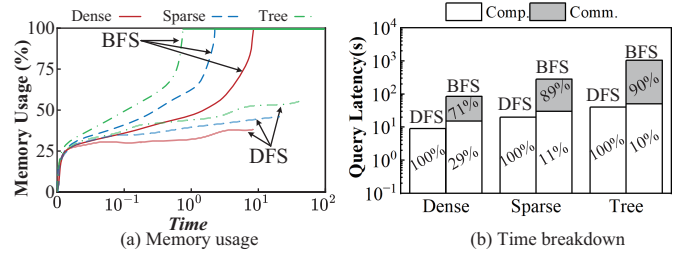 Dense Sparse Tree
Memory Usage (%)
100
75
50
25
0
BFS
DFS
0 10^-1 10^0 10^1 10^2
Time
(a) Memory usage
Comp. Comm.
Query Latency(s)
10^3
10^2
10^1
10^0
10^-1
DFS BFS DFS BFS DFS BFS
71% 89% 90%
100% 29% 100% 11% 100% 10%
Dense Sparse Tree
(b) Time breakdown